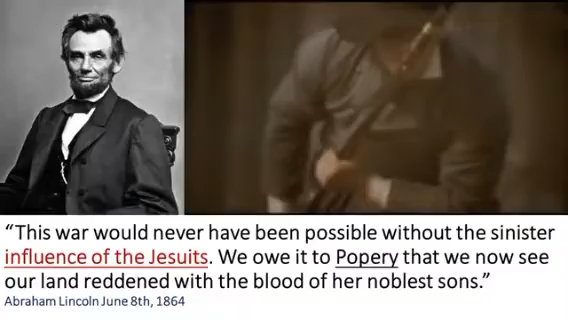 “This war would never have been possible without the sinister
influence of the Jesuits. We owe it to Popery that we now see
our land reddened with the blood of her noblest sons.”
Abraham Lincoln June 8th, 1864